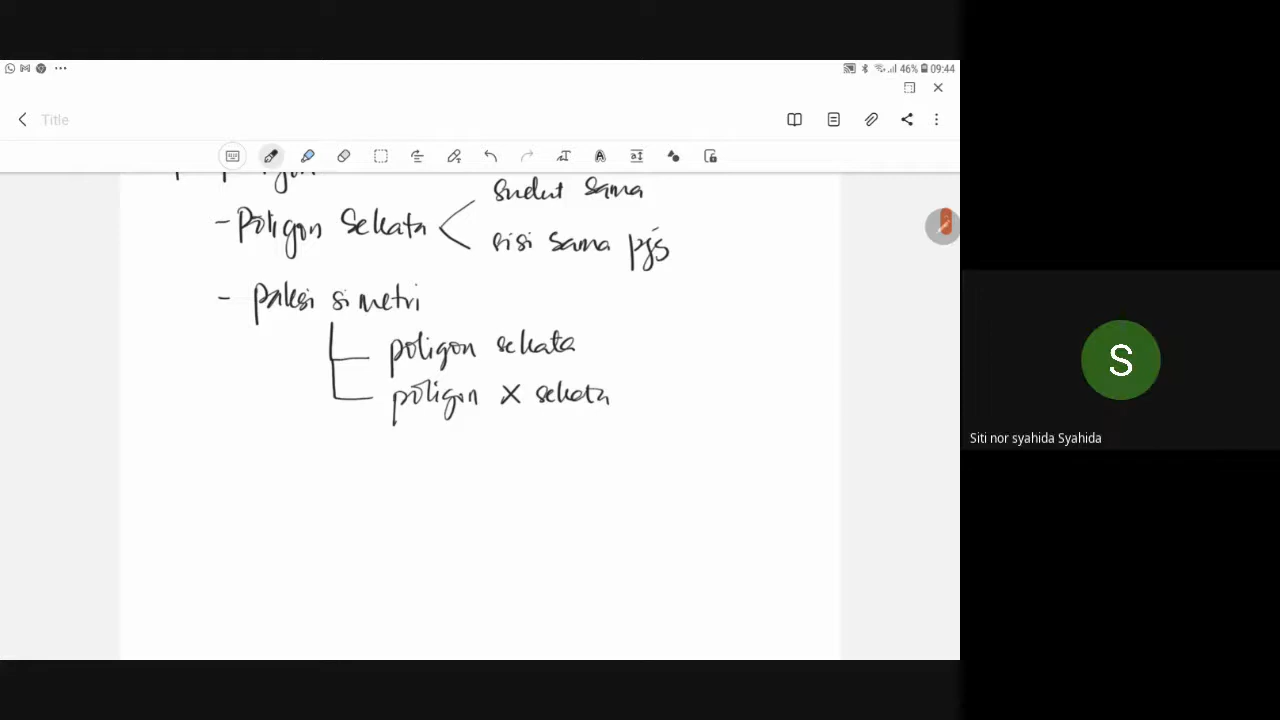 46% 09:44
Title
sudut sama
- Poligon Sekata
sisi sama pjg
- paksi simetri
poligon sekata
poligon X sekata
S
Siti nor syahida Syahida